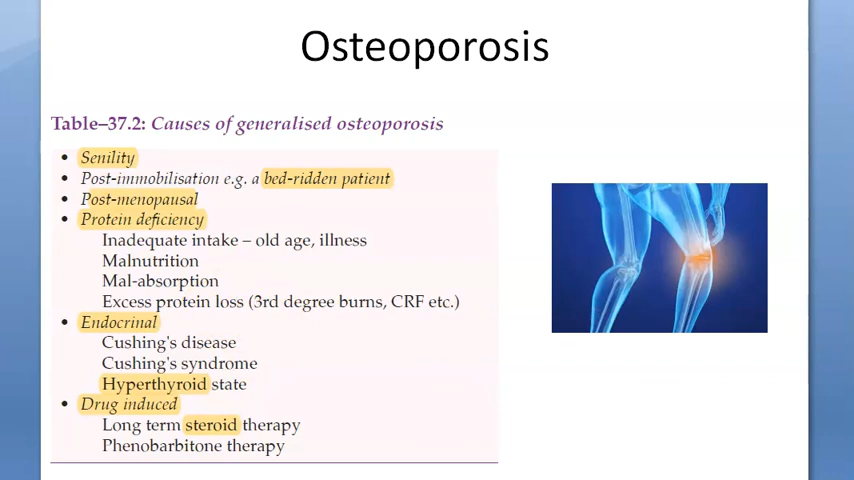 Osteoporosis
Table–37.2: Causes of generalised osteoporosis
• Senility
• Post-immobilisation e.g. a bed-ridden patient
• Post-menopausal
• Protein deficiency
Inadequate intake – old age, illness
Malnutrition
Mal-absorption
Excess protein loss (3rd degree burns, CRF etc.)
• Endocrinal
Cushing's disease
Cushing's syndrome
Hyperthyroid state
• Drug induced
Long term steroid therapy
Phenobarbitone therapy